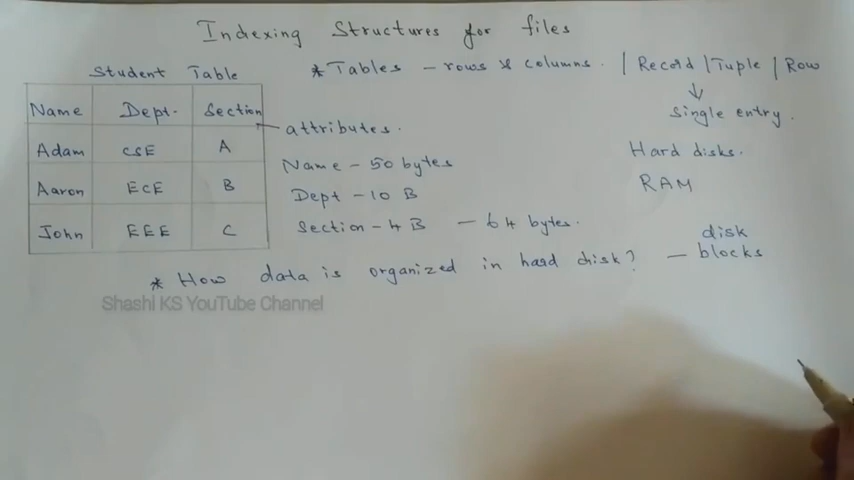 Indexing Structures for files
Student Table
* Tables - rows & columns. | Record | Tuple | Row
↓
Single entry.
Name Dept. Section
Adam CSE A
Aaron ECE B
John EEE C
attributes.
Name - 50 bytes
Dept - 10 B
Section - 4 B - 64 bytes.
Hard disks.
RAM
* How data is organized in hard disk? - disk blocks
Shashi KS YouTube Channel